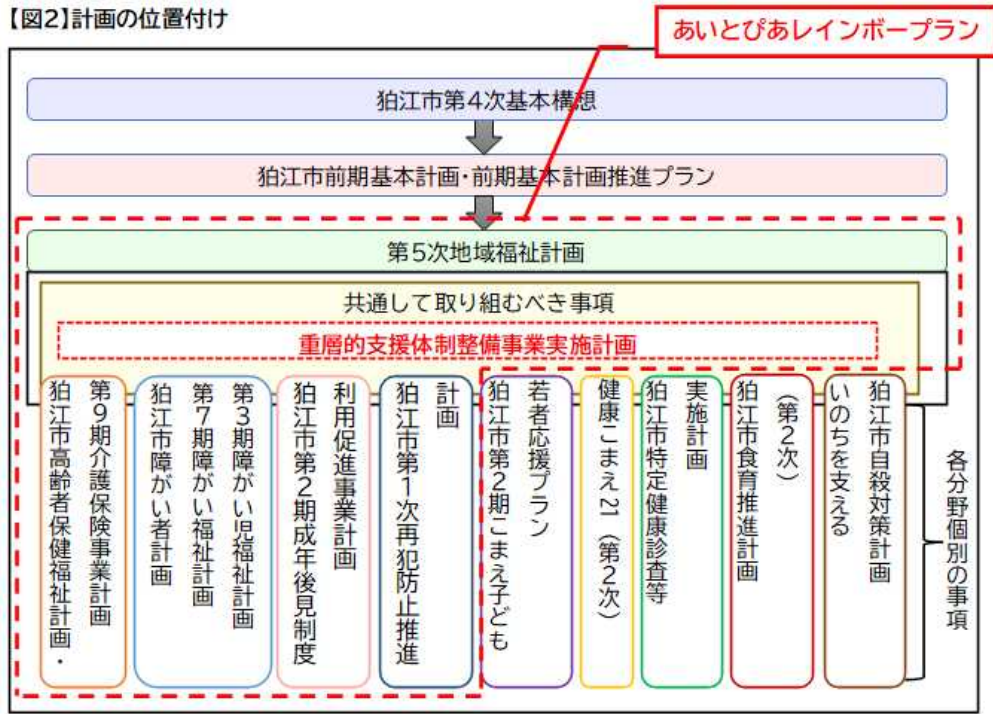 【図2】計画の位置付け
あいとぴあレインボープラン
狛江市第4次基本構想
狛江市前期基本計画・前期基本計画推進プラン
第5次地域福祉計画
共通して取り組むべき事項
重層的支援体制整備事業実施計画
狛江市高齢者保健福祉計画・
第9期介護保険事業計画
狛江市障がい者計画
第7期障がい福祉計画
第3期障がい児福祉計画
狛江市第2期成年後見制度
利用促進事業計画
狛江市第1次再犯防止推進
計画
狛江市第2期こまえ子ども
若者応援プラン
健康こまえ21（第2次）
狛江市特定健康診査等
実施計画
狛江市食育推進計画
（第2次）
いのちを支える
狛江市自殺対策計画
各分野個別の事項